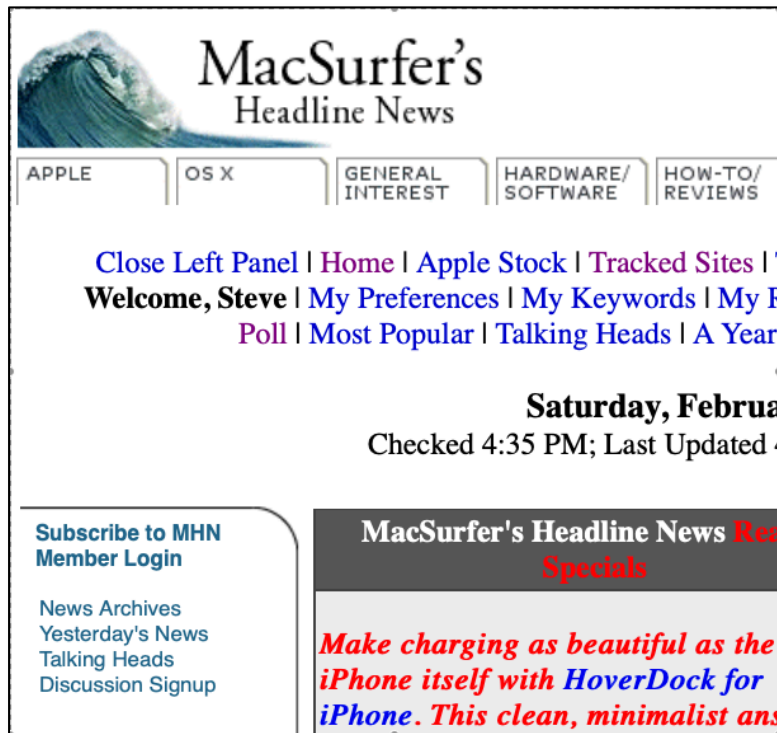 MacSurfer's
Headline News
APPLE
OS X
GENERAL
INTEREST
HARDWARE/
SOFTWARE
HOW-TO/
REVIEWS
Close Left Panel | Home | Apple Stock | Tracked Sites |
Welcome, Steve | My Preferences | My Keywords | My
Poll | Most Popular | Talking Heads | A Year
Saturday,
Checked 4:35 PM; Last Updated
Subscribe to MHN
Member Login
News Archives
Yesterday's News
Talking Heads
Discussion Signup
MacSurfer's Headline News
Specials
Make charging as beautiful as the
iPhone itself with HoverDock for
iPhone. This clean, minimalist